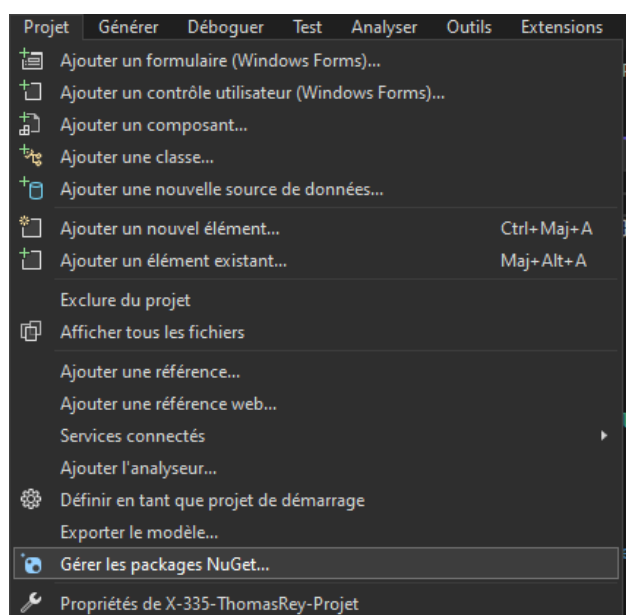 Projet Générer Déboguer Test Analyser Outils Extensions
Ajouter un formulaire (Windows Forms)...
Ajouter un contrôle utilisateur (Windows Forms)...
Ajouter un composant...
Ajouter une classe...
Ajouter une nouvelle source de données...
Ajouter un nouvel élément... Ctrl+Maj+A
Ajouter un élément existant... Maj+Alt+A
Exclure du projet
Afficher tous les fichiers
Ajouter une référence...
Ajouter une référence web...
Services connectés
Ajouter l'analyseur...
Définir en tant que projet de démarrage
Exporter le modèle...
Gérer les packages NuGet...
Propriétés de X-335-ThomasRey-Projet